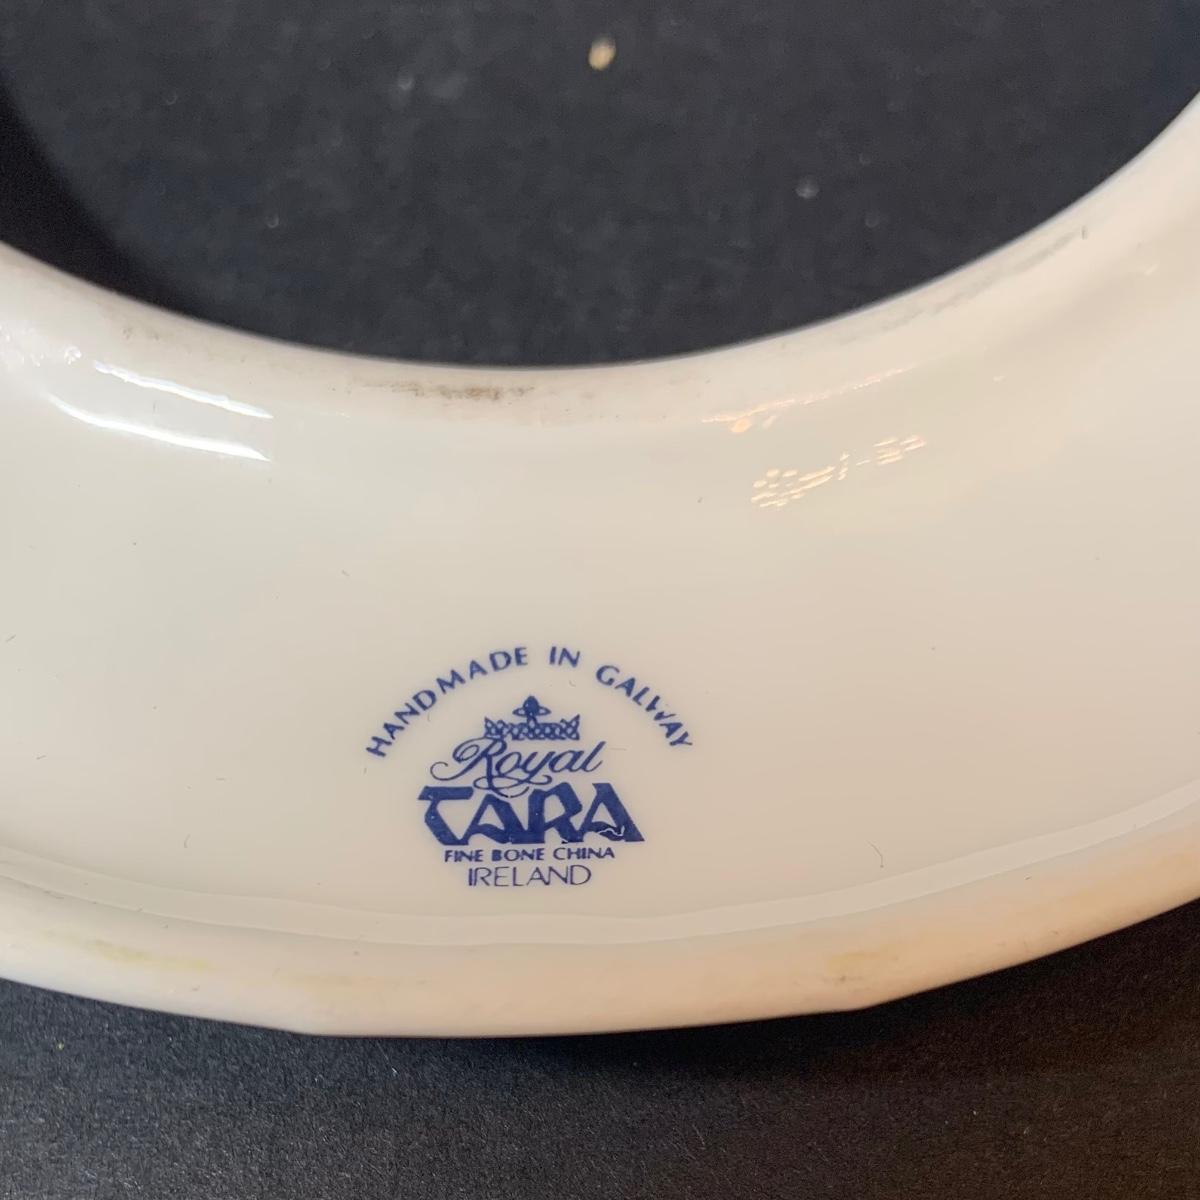 HANDMADE IN GALWAY
Royal
TARA
FINE BONE CHINA
IRELAND